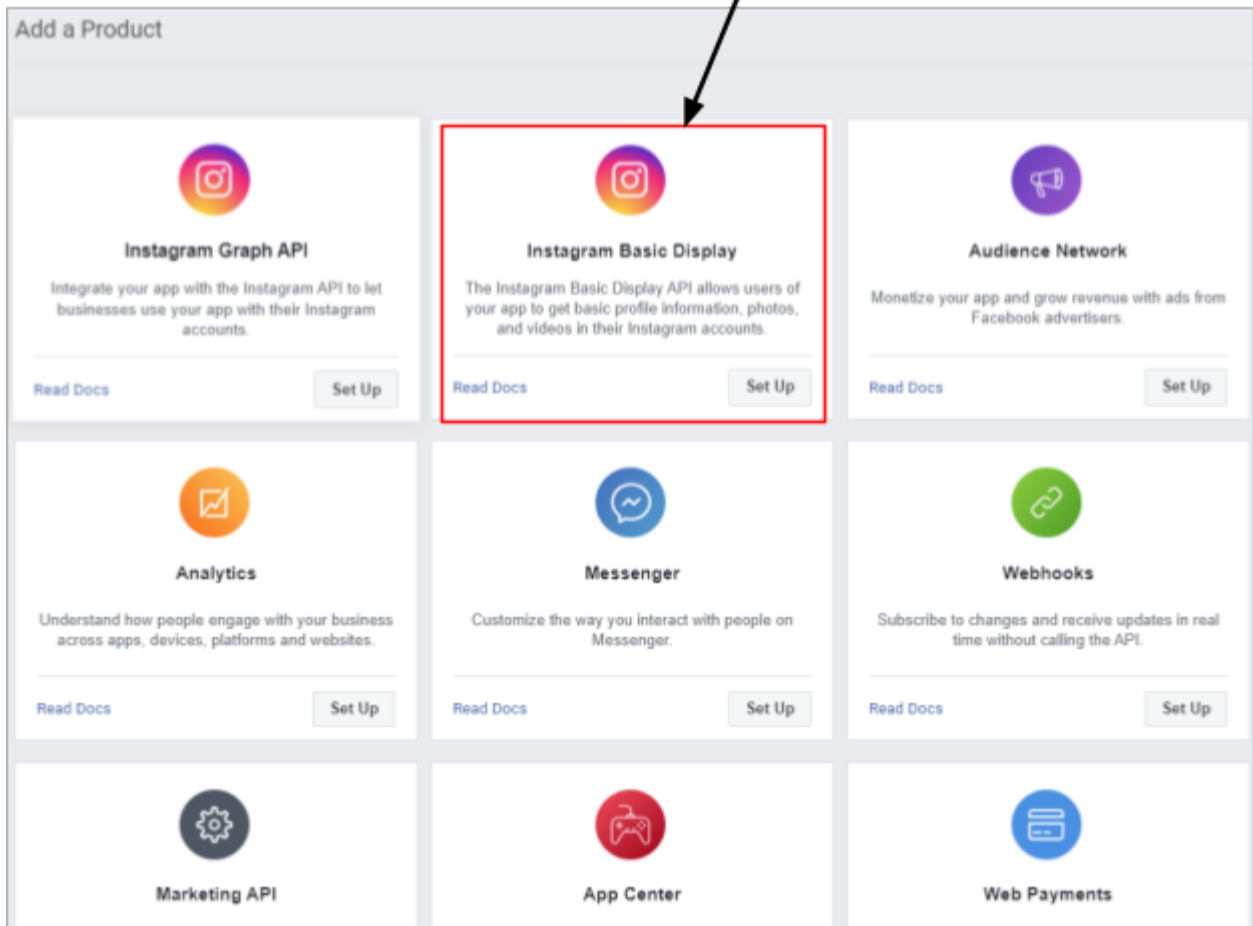 Add a Product
Instagram Graph API
Integrate your app with the Instagram API to let
businesses use your app with their Instagram
accounts.
Read Docs
Set Up
Instagram Basic Display
The Instagram Basic Display API allows users of
your app to get basic profile information, photos,
and videos in their Instagram accounts.
Read Docs
Set Up
Audience Network
Monetize your app and grow revenue with ads from
Facebook advertisers.
Read Docs
Set Up
Analytics
Understand how people engage with your business
across apps, devices, platforms and websites.
Read Docs
Set Up
Messenger
Customize the way you interact with people on
Messenger.
Read Docs
Set Up
Webhooks
Subscribe to changes and receive updates in real
time without calling the API.
Read Docs
Set Up
Marketing API
App Center
Web Payments